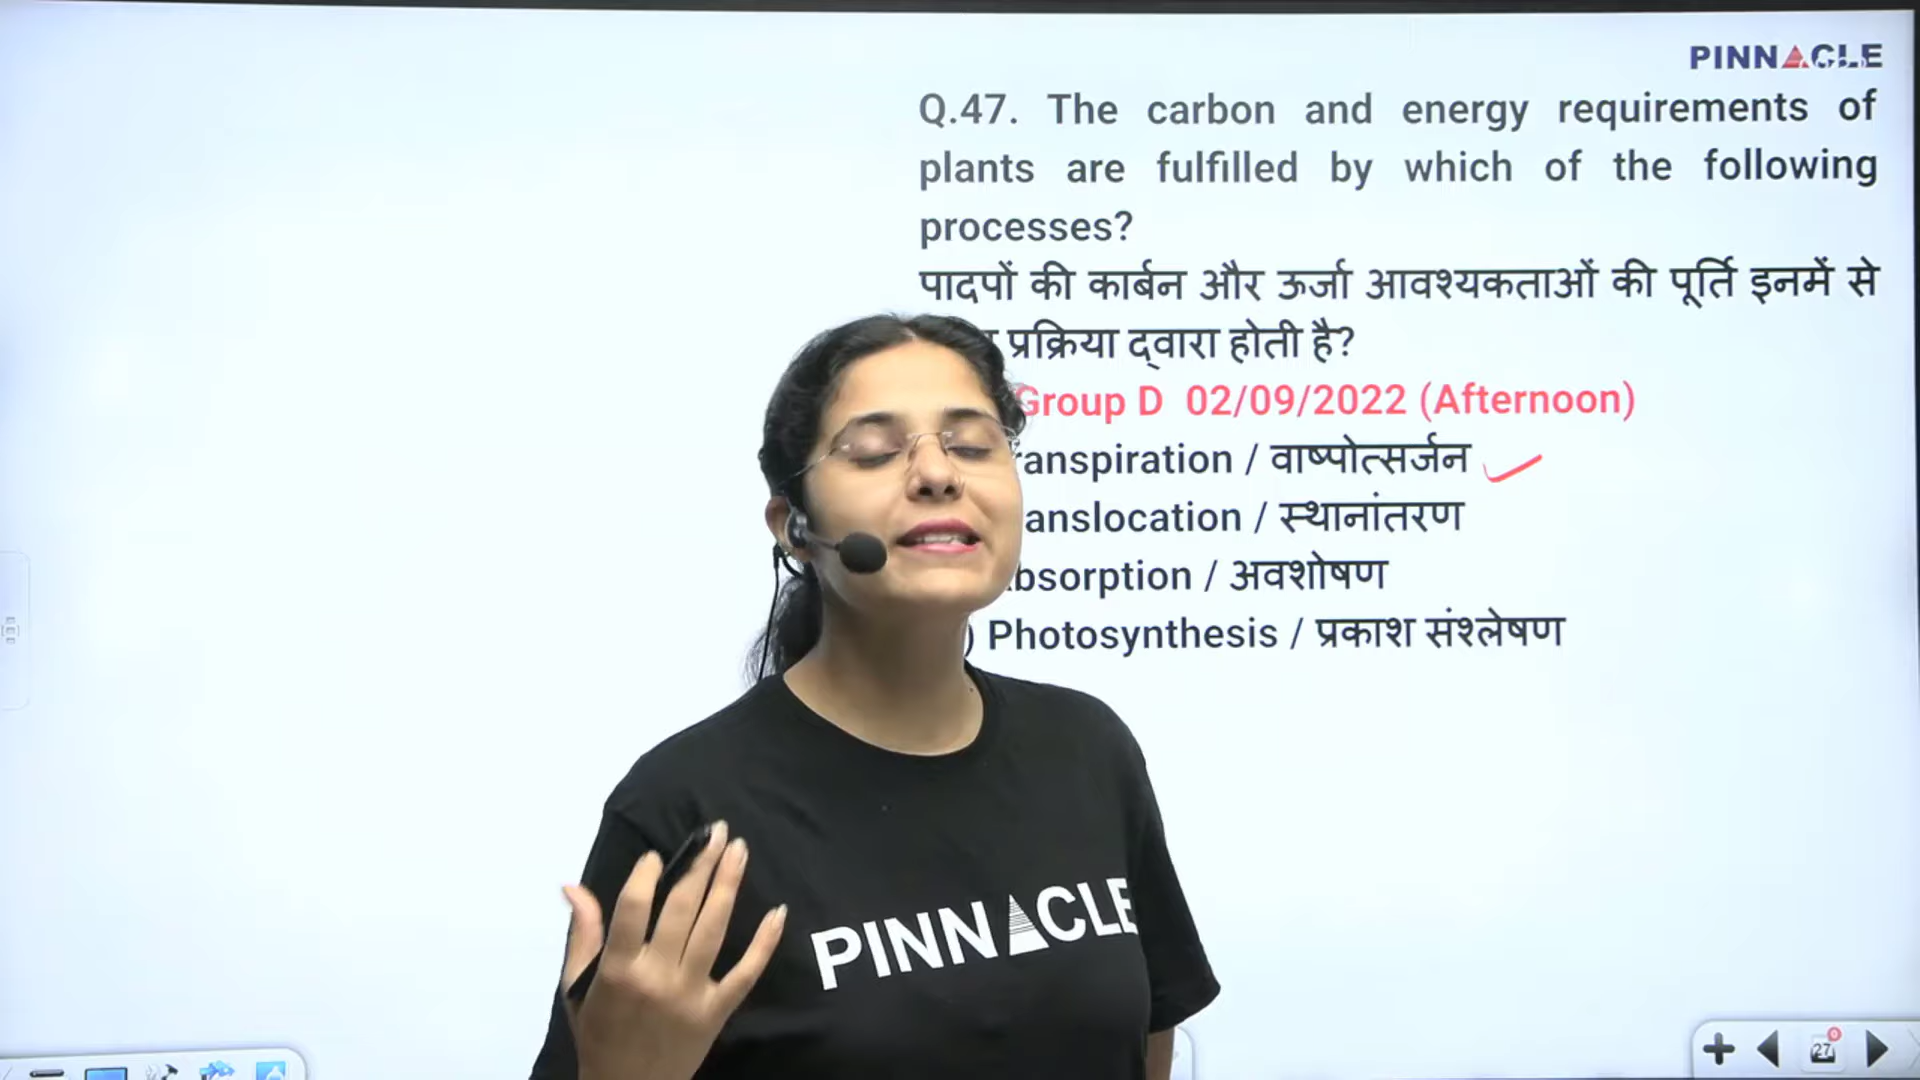 PINNACLE
Q.47. The carbon and energy requirements of
plants are fulfilled by which of the following
processes?
पादपों की कार्बन और ऊर्जा आवश्यकताओं की पूर्ति इनमें से
प्रक्रिया द्वारा होती है?
Group D 02/09/2022 (Afternoon)
ranspiration / वाष्पोत्सर्जन
anslocation / स्थानांतरण
bsorption / अवशोषण
) Photosynthesis / प्रकाश संश्लेषण
PINNACLE
27